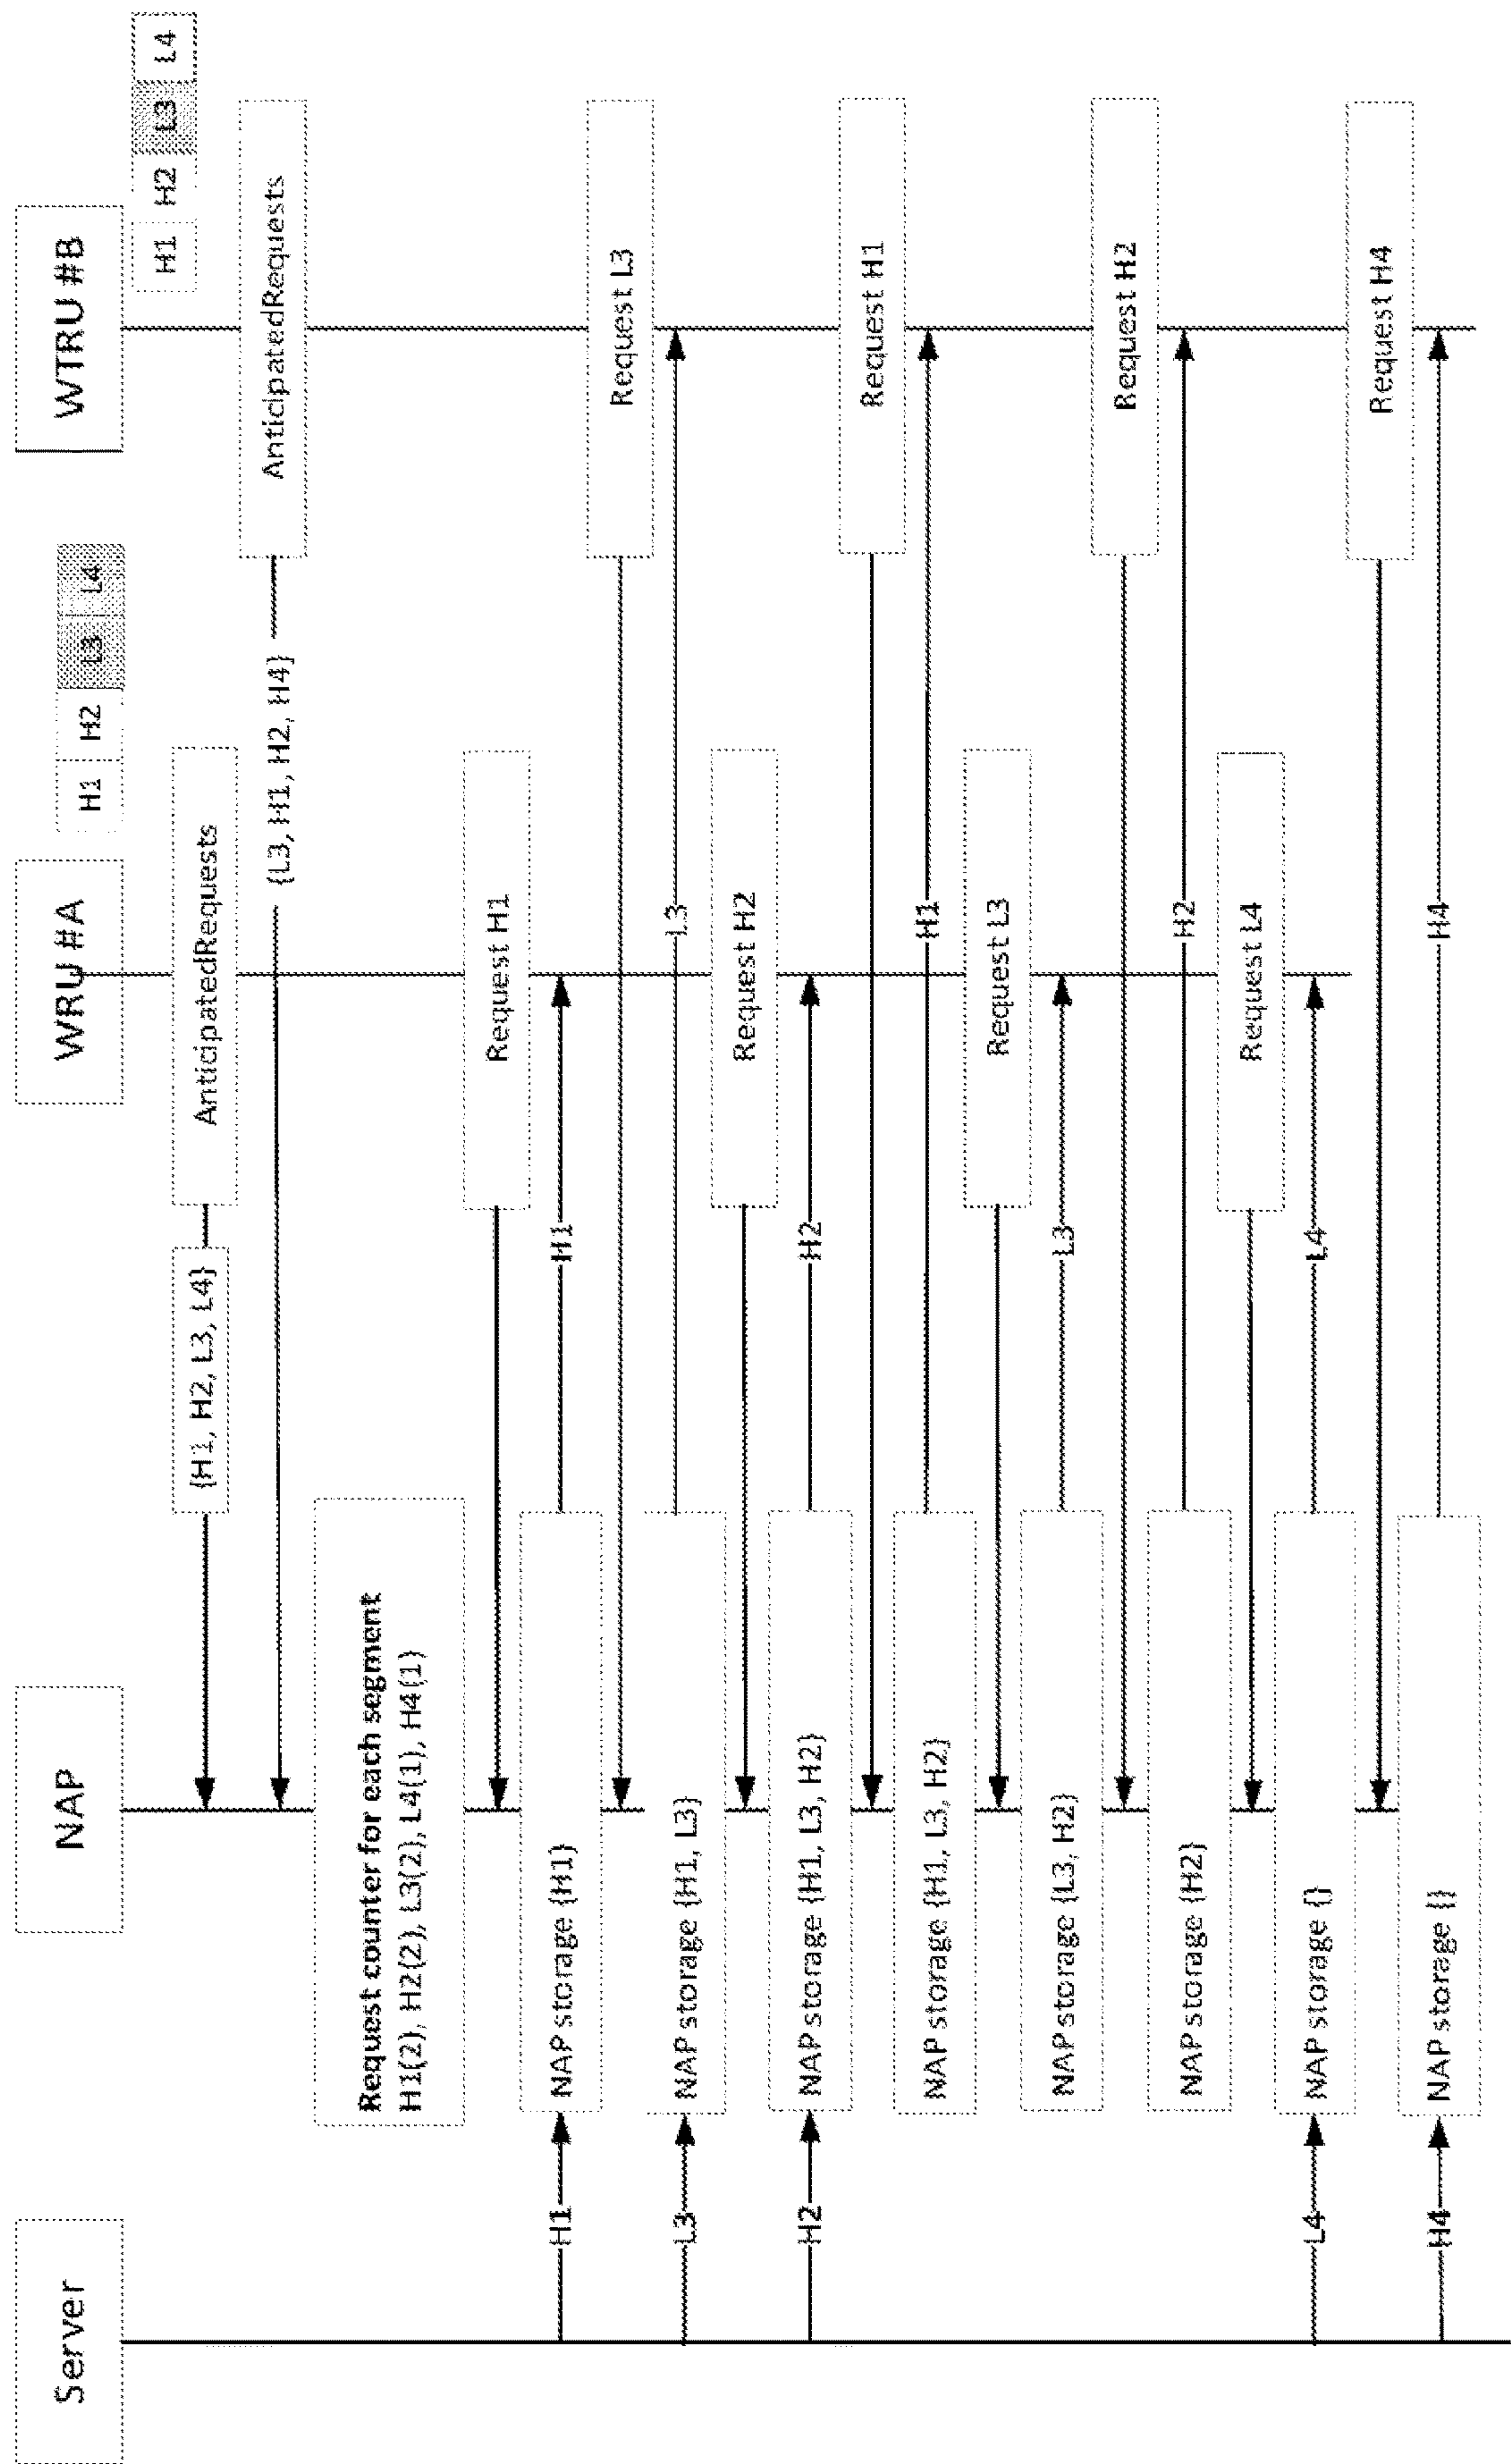 Server
NAP
WRU #A
WTRU #B
H1 H2 L3 L4
H1 H2 L3 L4
AnticipatedRequests
{H1, H2, L3, L4}
AnticipatedRequests
{L3, H1, H2, H4}
Request counter for each segment
H1(2), H2(2), L3(2), L4(1), H4(1)
Request H1
H1
NAP storage {H1}
H1
Request L3
L3
NAP storage {H1, L3}
L3
Request H2
H2
NAP storage {H1, L3, H2}
H2
Request H1
NAP storage {H1, L3, H2}
H1
Request L3
NAP storage {L3, H2}
L3
Request H2
NAP storage {H2}
H2
Request L4
L4
NAP storage {}
L4
Request H4
H4
NAP storage {}
H4